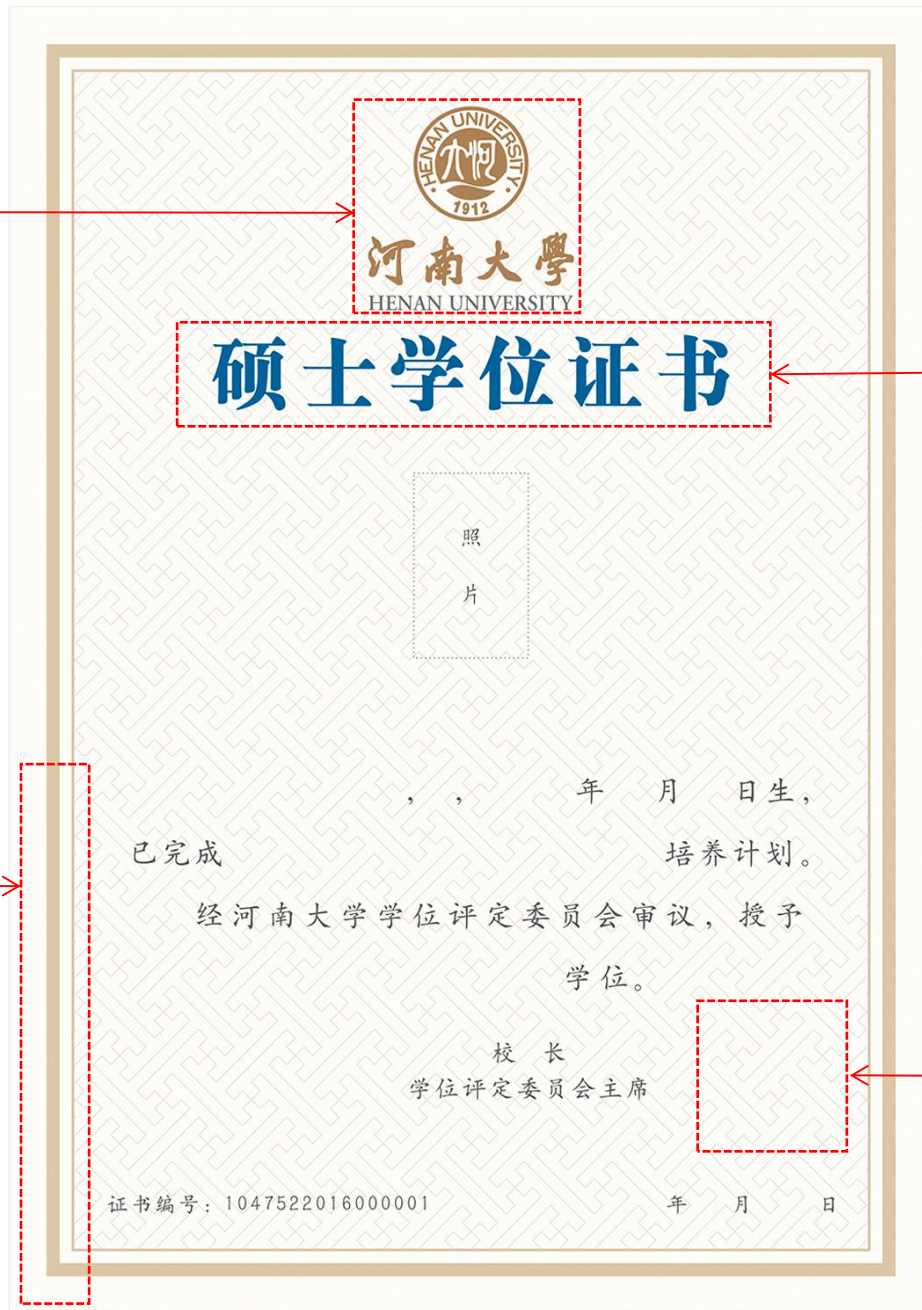 HENAN UNIVERSITY
大河
1912
河南大學
HENAN UNIVERSITY
硕士学位证书
照
片
， ， 年 月 日生，
已完成 培养计划。
经河南大学学位评定委员会审议，授予
学位。
校 长
学位评定委员会主席
证书编号：1047522016000001 年 月 日